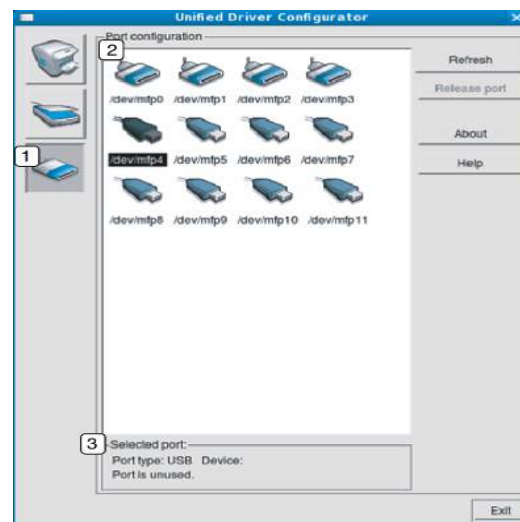 Unified Driver Configurator
Port configuration
2
/dev/mfp0 /dev/mfp1 /dev/mfp2 /dev/mfp3
/dev/mfp4 /dev/mfp5 /dev/mfp6 /dev/mfp7
/dev/mfp8 /dev/mfp9 /dev/mfp10 /dev/mfp11
Refresh
Release port
About
Help
1
3
Selected port:
Port type: USB Device:
Port is unused.
Exit